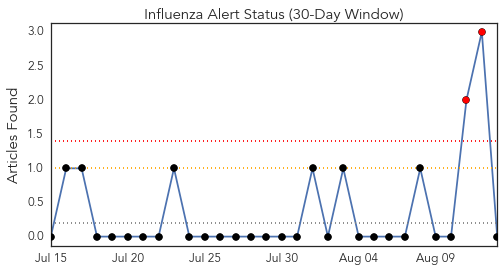 Influenza Alert Status (30-Day Window)
Articles Found
3.0
2.5
2.0
1.5
1.0
0.5
0.0
Jul 15 Jul 20 Jul 25 Jul 30 Aug 04 Aug 09